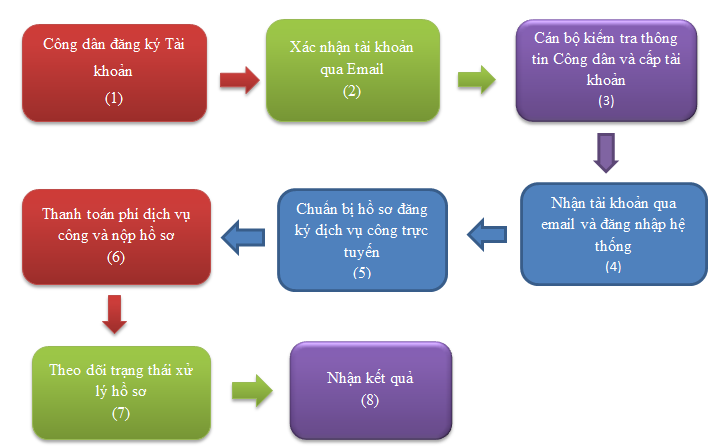 Công dân đăng ký Tài
khoản
(1)
Xác nhận tài khoản
qua Email
(2)
Cán bộ kiểm tra thông
tin Công dân và cấp tài
khoản
(3)
Nhận tài khoản qua
email và đăng nhập hệ
thống
(4)
Chuẩn bị hồ sơ đăng
ký dịch vụ công trực
tuyến
(5)
Thanh toán phí dịch vụ
công và nộp hồ sơ
(6)
Theo dõi trạng thái xử
lý hồ sơ
(7)
Nhận kết quả
(8)